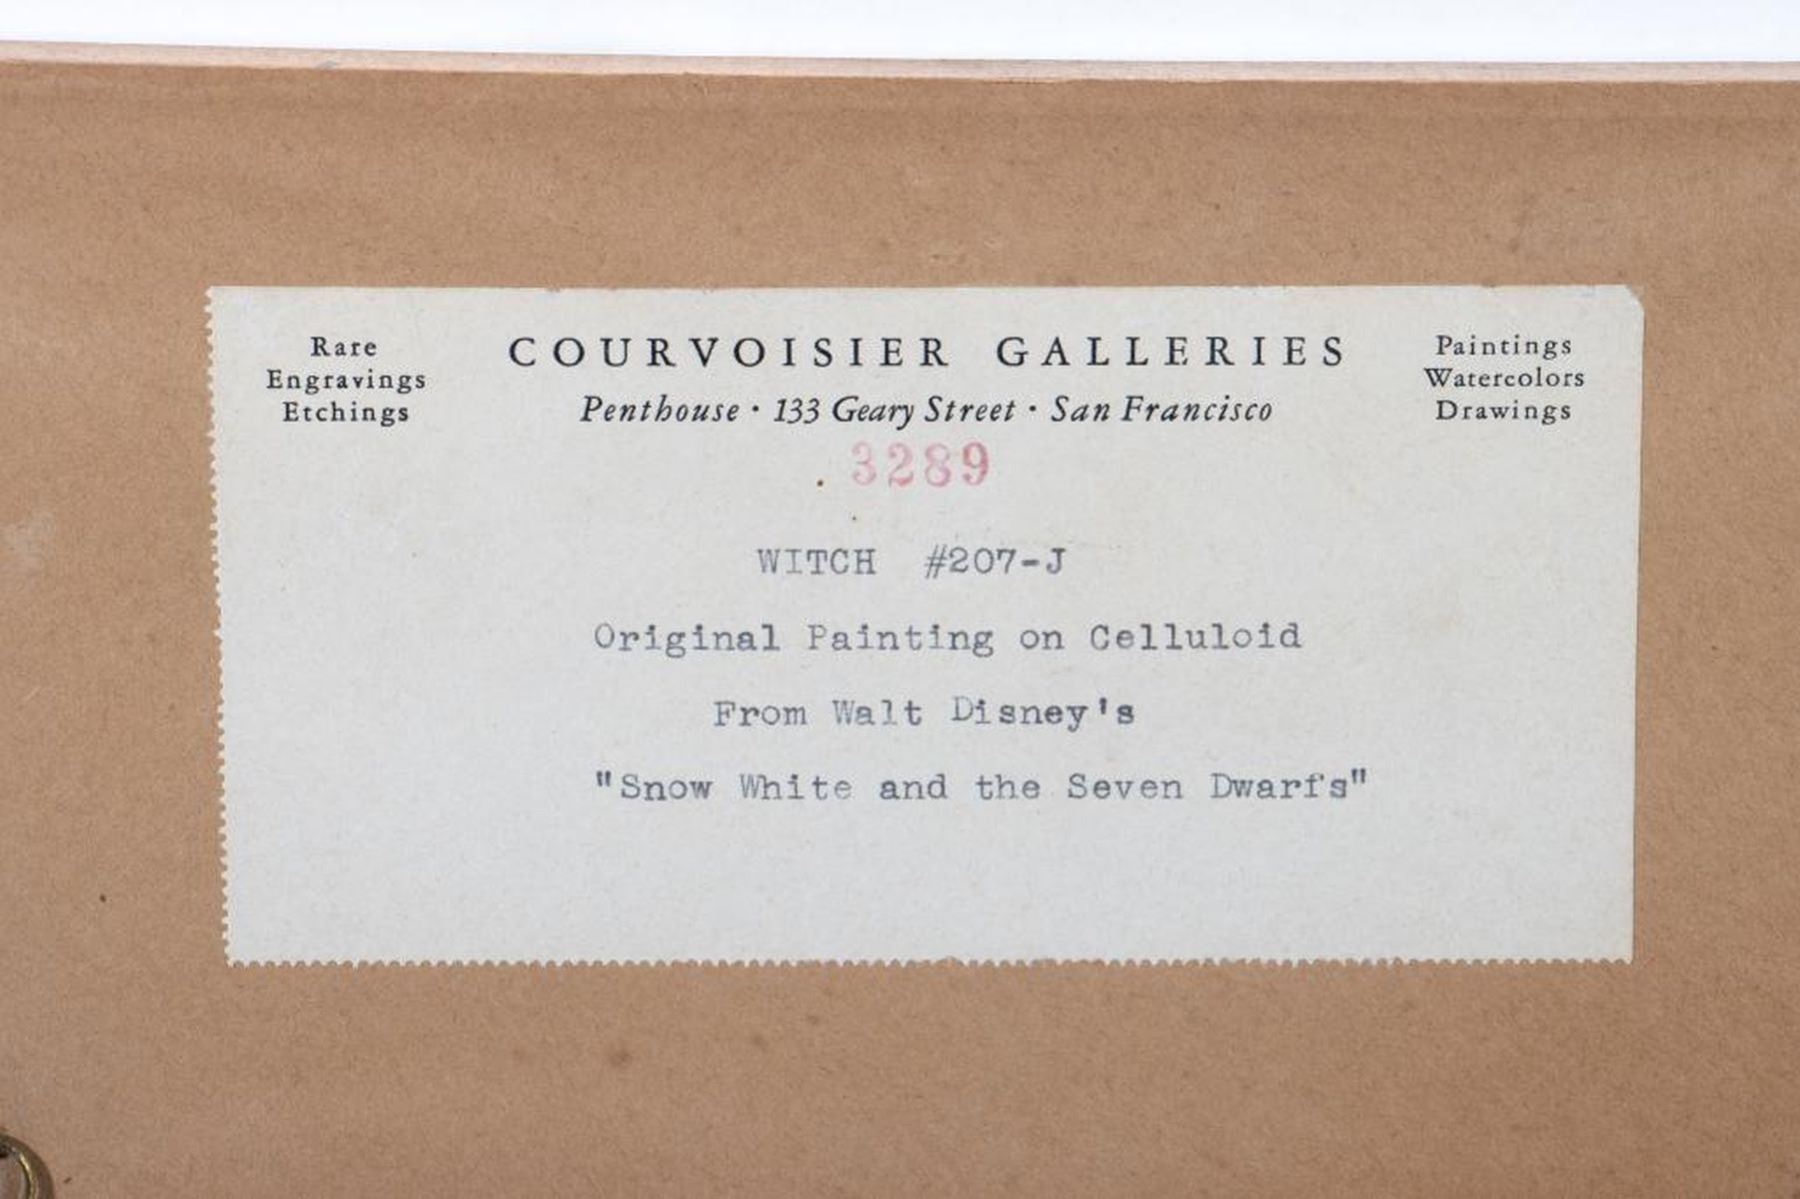 Rare
Engravings
Etchings
COURVOISIER GALLERIES
Penthouse · 133 Geary Street · San Francisco
Paintings
Watercolors
Drawings
3289
WITCH #207-J
Original Painting on Celluloid
From Walt Disney's
"Snow White and the Seven Dwarfs"